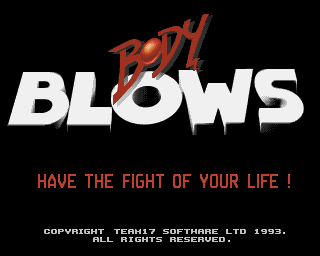 BODY
BLOWS
HAVE THE FIGHT OF YOUR LIFE !
COPYRIGHT TEAM17 SOFTWARE LTD 1993.
ALL RIGHTS RESERVED.